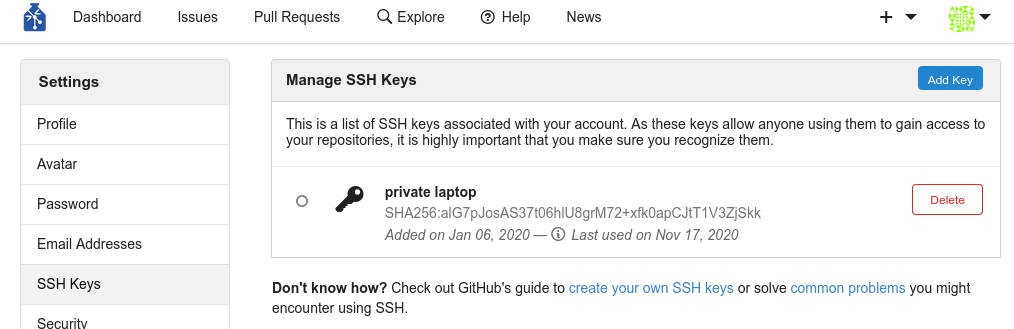 Dashboard Issues Pull Requests Explore Help News
Settings
Profile
Avatar
Password
Email Addresses
SSH Keys
Security
Manage SSH Keys Add Key
This is a list of SSH keys associated with your account. As these keys allow anyone using them to gain access to
your repositories, it is highly important that you make sure you recognize them.
private laptop
SHA256:alG7pJosAS37t06hlU8grM72+xfk0apCJtT1V3ZjSkk
Added on Jan 06, 2020 — Last used on Nov 17, 2020
Delete
Don't know how? Check out GitHub's guide to create your own SSH keys or solve common problems you might
encounter using SSH.